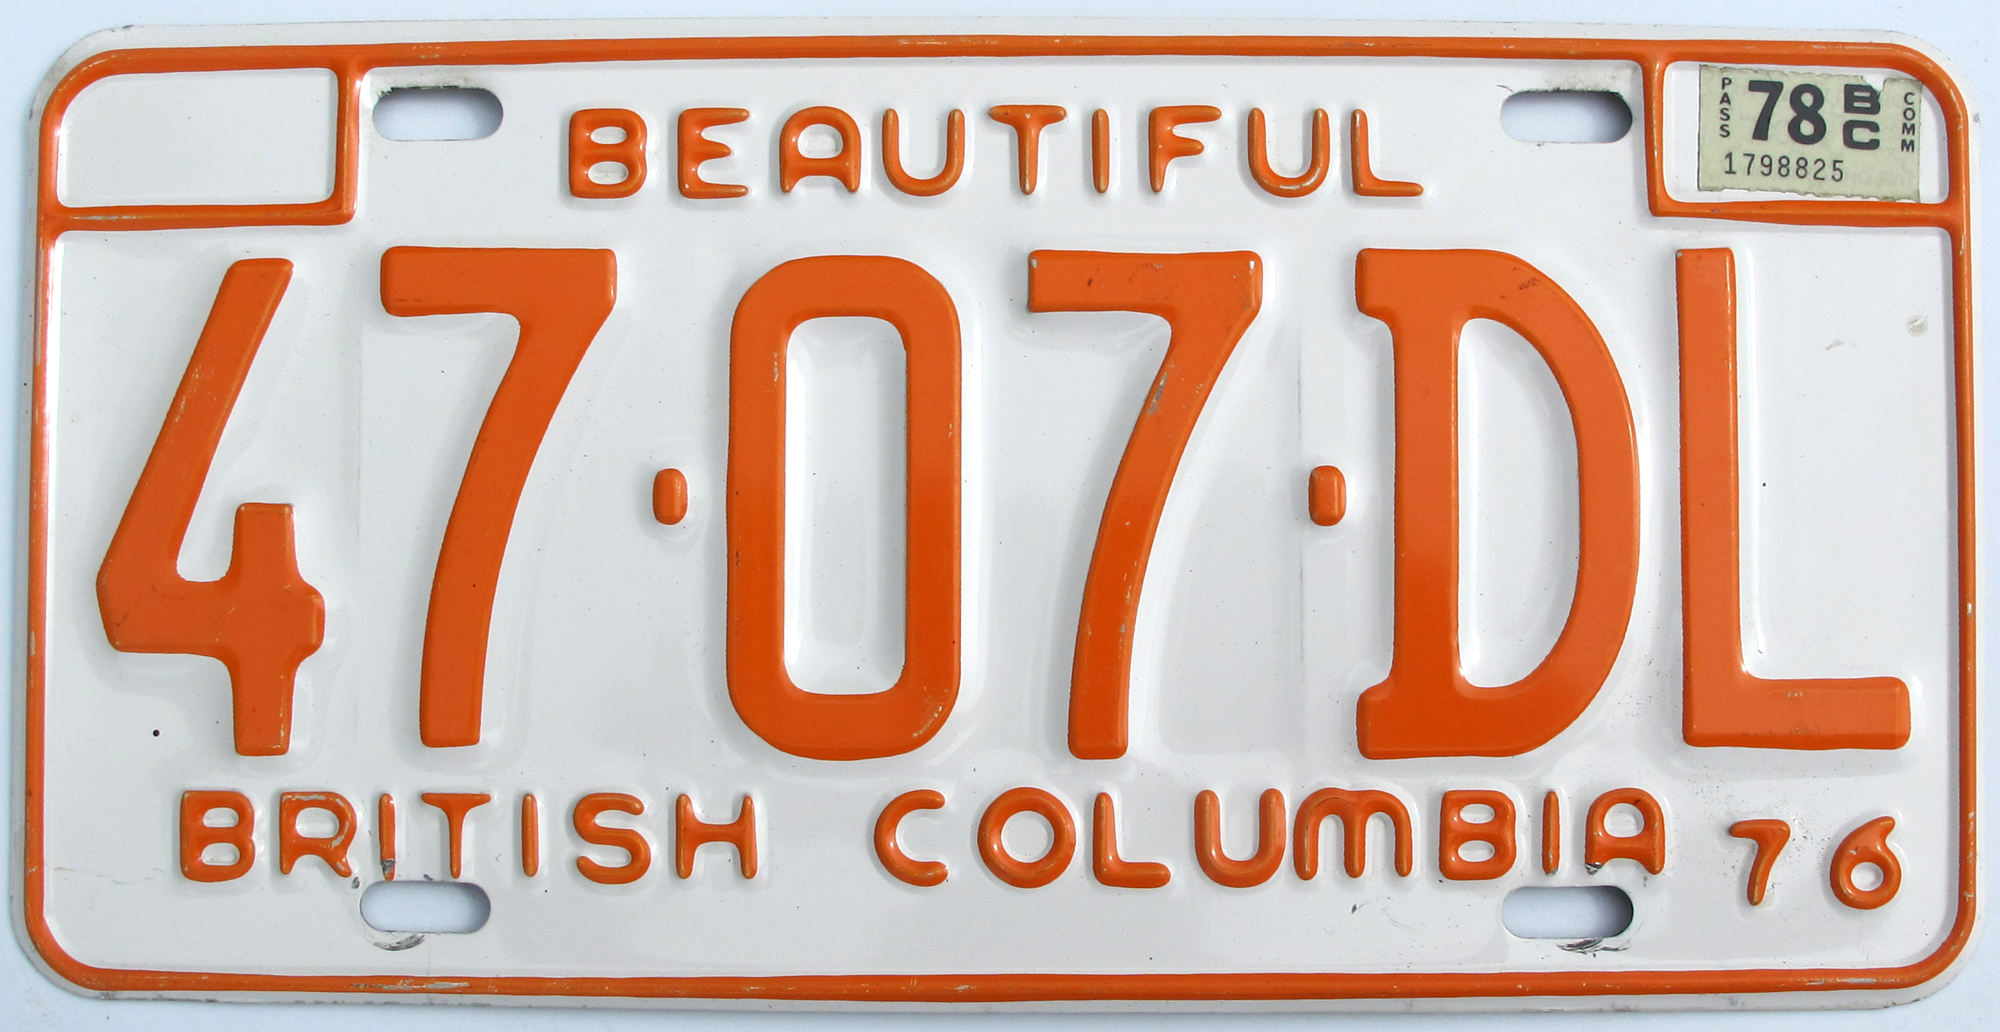 BEAUTIFUL
PASS 78 BC COMM
1798825
47·07·DL
BRITISH COLUMBIA 76